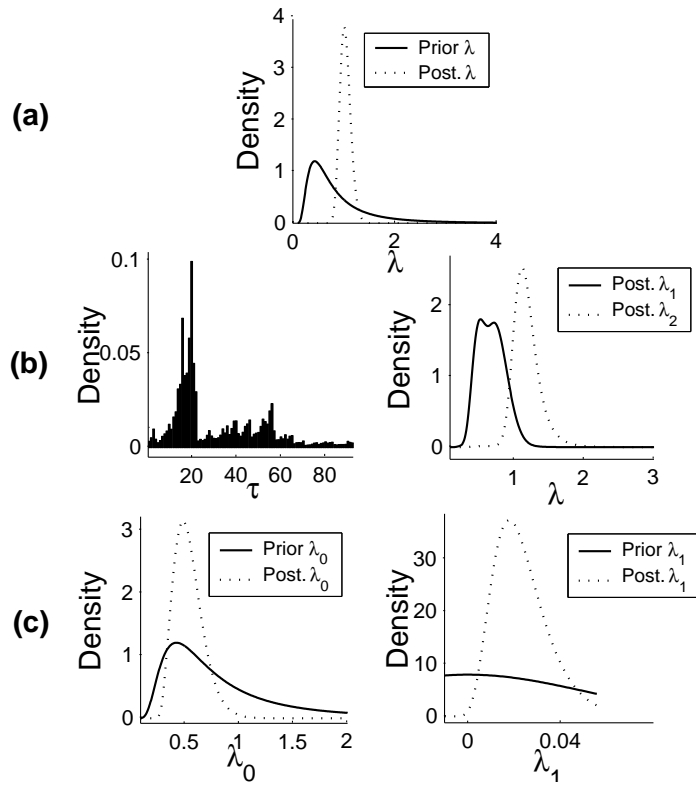 (a)
Density
4
3
2
1
0
Prior λ
Post. λ
0 2 4
λ
(b)
Density
0.1
0.05
0
20 40 60 80
τ
Density
2
1
0
Post. λ1
Post. λ2
1 2 3
λ
(c)
Density
3
2
1
0
Prior λ0
Post. λ0
0.5 1 1.5 2
λ0
Density
30
20
10
0
Prior λ1
Post. λ1
0 0.04
λ1